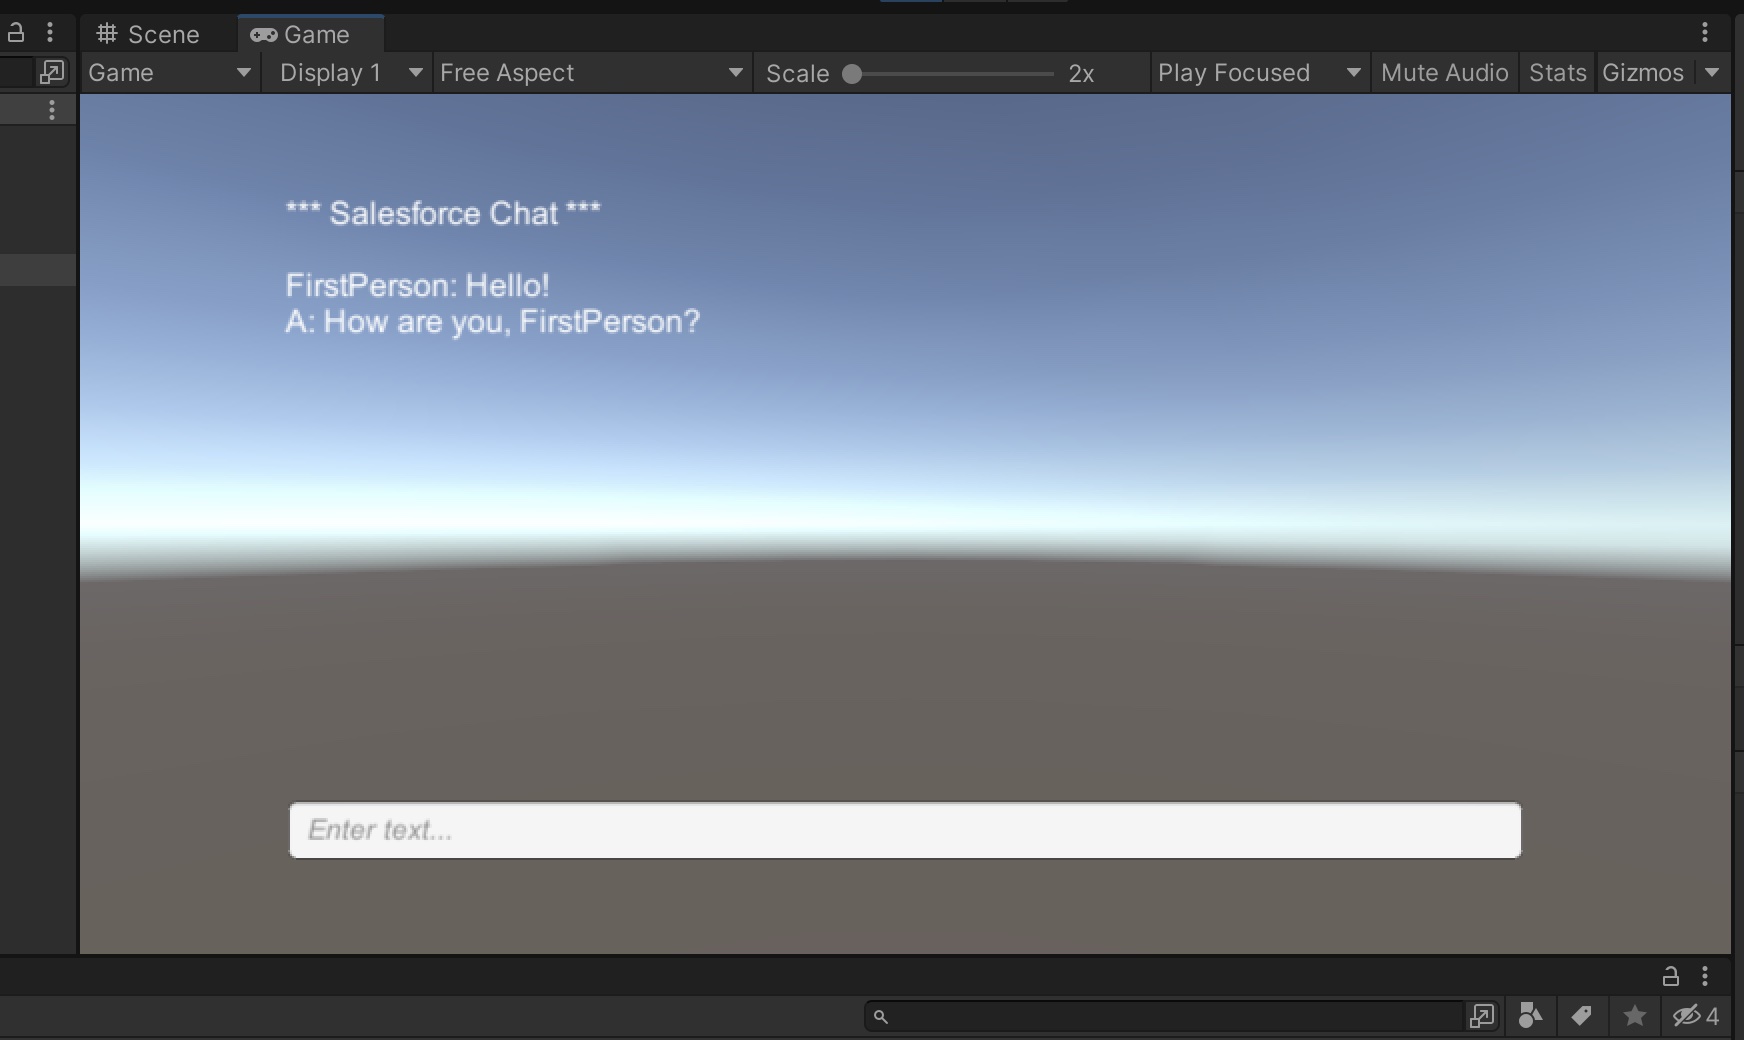 Scene Game
Game Display 1 Free Aspect Scale 2x Play Focused Mute Audio Stats Gizmos
*** Salesforce Chat ***
FirstPerson: Hello!
A: How are you, FirstPerson?
Enter text...
4